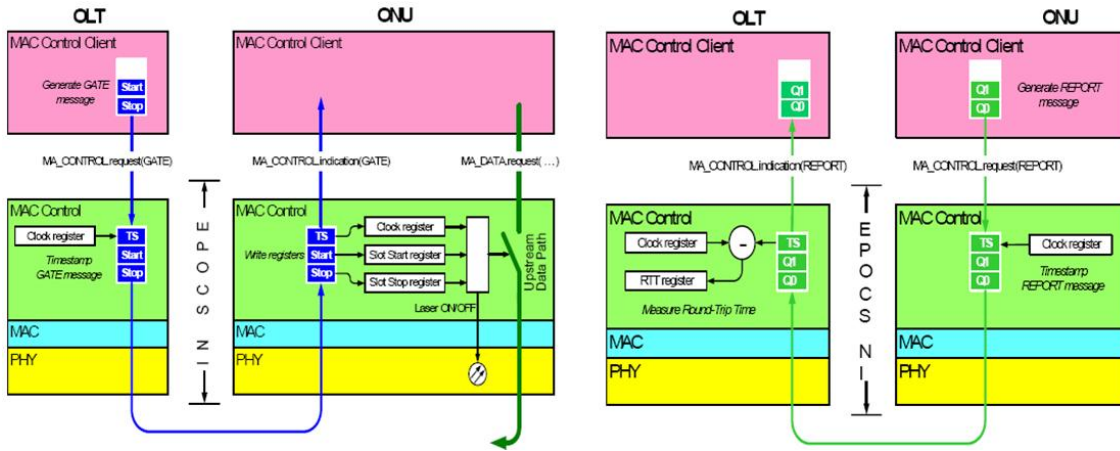 OLT
ONU
MAC Control Client
Generate GATE
message
Start
Stop
MAC Control Client
MA_CONTROL.request(GATE)
MA_CONTROL.indication(GATE)
MA_DATA.request( … )
IN SCOPE
MAC Control
Clock register
Timestamp
GATE message
TS
Start
Stop
MAC
PHY
MAC Control
Write registers
TS
Start
Stop
Clock register
Slot Start register
Slot Stop register
Laser ON/OFF
Upstream
Data Path
MAC
PHY
OLT
ONU
MAC Control Client
Q1
Q0
MAC Control Client
Q1
Q0
Generate REPORT
message
MA_CONTROL.indication(REPORT)
MA_CONTROL.request(REPORT)
EPOCS NI
MAC Control
Clock register
–
RTT register
Measure Round-Trip Time
TS
Q1
Q0
MAC
PHY
MAC Control
TS
Q1
Q0
Clock register
Timestamp
REPORT message
MAC
PHY